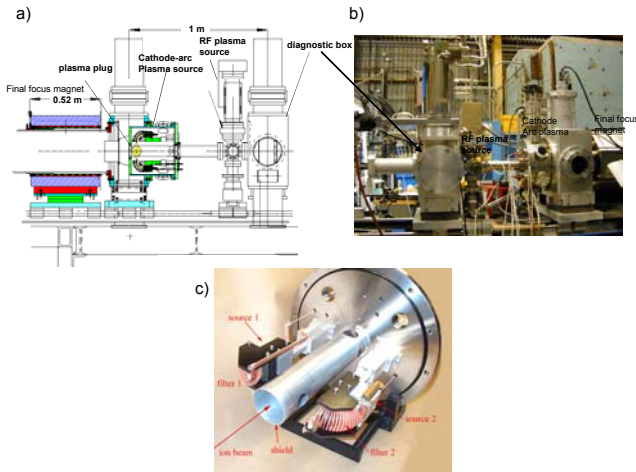 a)
1 m
RF plasma
source
Cathode-arc
Plasma source
diagnostic box
plasma plug
Final focus magnet
0.52 m
b)
RF plasma
source
Cathode
Arc plasma
Final focus
magnet
c)
source 1
filter 1
source 2
filter 2
shield
ion beam